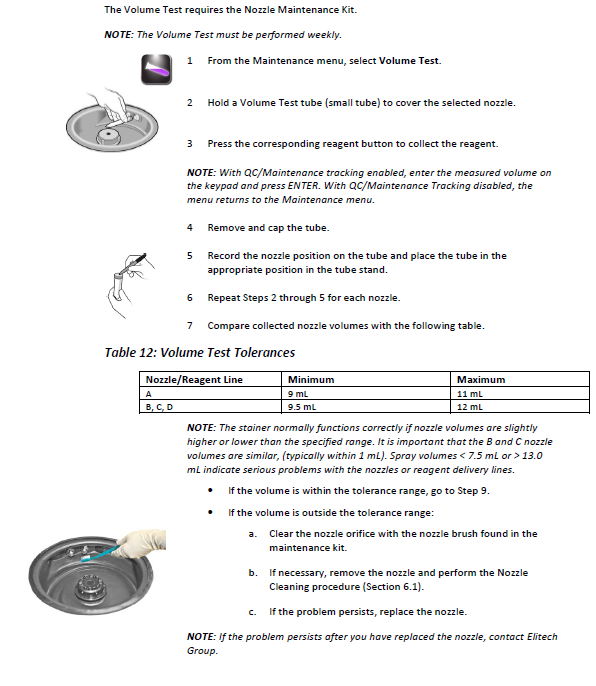 The Volume Test requires the Nozzle Maintenance Kit.
NOTE: The Volume Test must be performed weekly.
1 From the Maintenance menu, select Volume Test.
2 Hold a Volume Test tube (small tube) to cover the selected nozzle.
3 Press the corresponding reagent button to collect the reagent.
NOTE: With QC/Maintenance tracking enabled, enter the measured volume on
the keypad and press ENTER. With QC/Maintenance Tracking disabled, the
menu returns to the Maintenance menu.
4 Remove and cap the tube.
5 Record the nozzle position on the tube and place the tube in the
appropriate position in the tube stand.
6 Repeat Steps 2 through 5 for each nozzle.
7 Compare collected nozzle volumes with the following table.
Table 12: Volume Test Tolerances
Nozzle/Reagent Line Minimum Maximum
A 9 mL 11 mL
B, C, D 9.5 mL 12 mL
NOTE: The stainer normally functions correctly if nozzle volumes are slightly
higher or lower than the specified range. It is important that the B and C nozzle
volumes are similar, (typically within 1 mL). Spray volumes < 7.5 mL or > 13.0
mL indicate serious problems with the nozzles or reagent delivery lines.
• If the volume is within the tolerance range, go to Step 9.
• If the volume is outside the tolerance range:
a. Clear the nozzle orifice with the nozzle brush found in the
maintenance kit.
b. If necessary, remove the nozzle and perform the Nozzle
Cleaning procedure (Section 6.1).
c. If the problem persists, replace the nozzle.
NOTE: If the problem persists after you have replaced the nozzle, contact Elitech
Group.